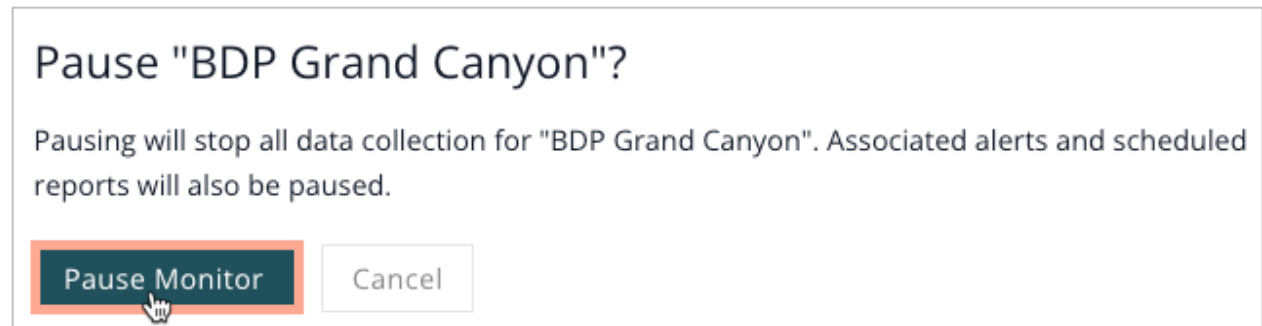 Pause "BDP Grand Canyon"?
Pausing will stop all data collection for "BDP Grand Canyon". Associated alerts and scheduled
reports will also be paused.
Pause Monitor
Cancel